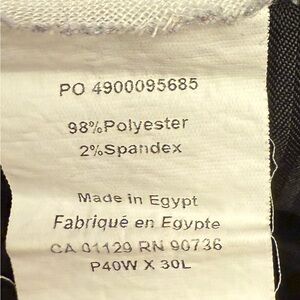 PO 4900095685
98%Polyester
2%Spandex
Made in Egypt
Fabriqué en Egypte
CA 01129 RN 90736
P40W X 30L